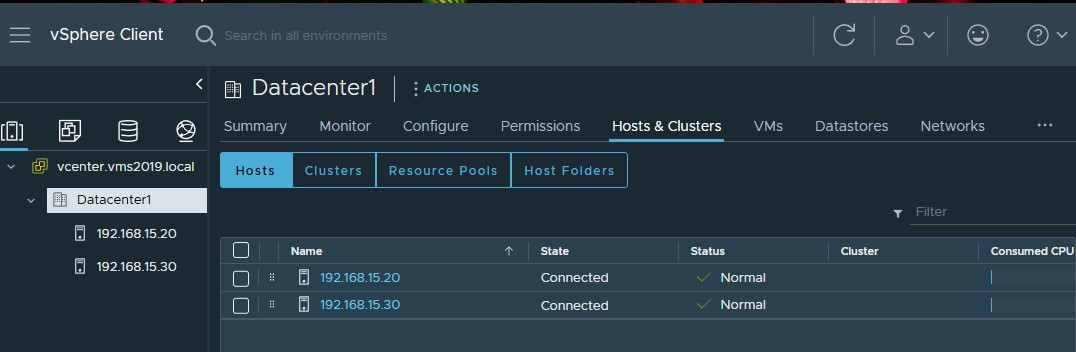 vSphere Client
Search in all environments
Datacenter1
ACTIONS
Summary Monitor Configure Permissions Hosts & Clusters VMs Datastores Networks ...
vcenter.vms2019.local
Datacenter1
192.168.15.20
192.168.15.30
Hosts Clusters Resource Pools Host Folders
Filter
Name State Status Cluster Consumed CPU
192.168.15.20 Connected Normal
192.168.15.30 Connected Normal